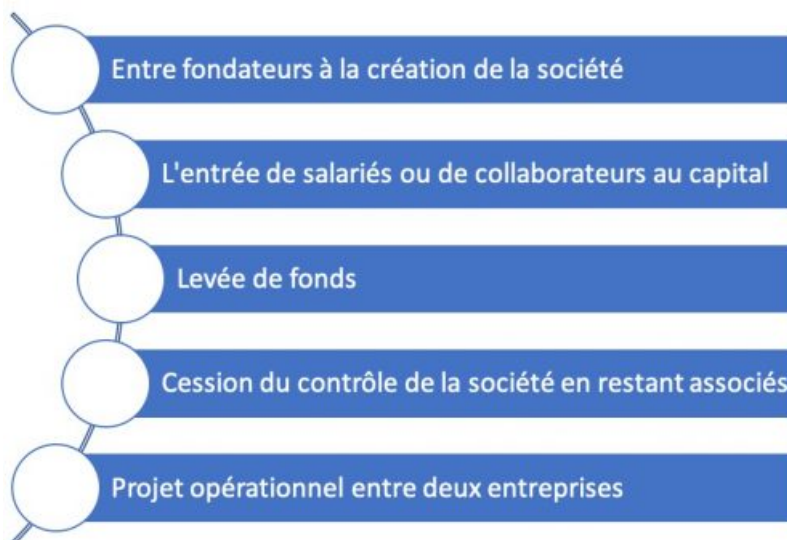 Entre fondateurs à la création de la société
L'entrée de salariés ou de collaborateurs au capital
Levée de fonds
Cession du contrôle de la société en restant associés
Projet opérationnel entre deux entreprises